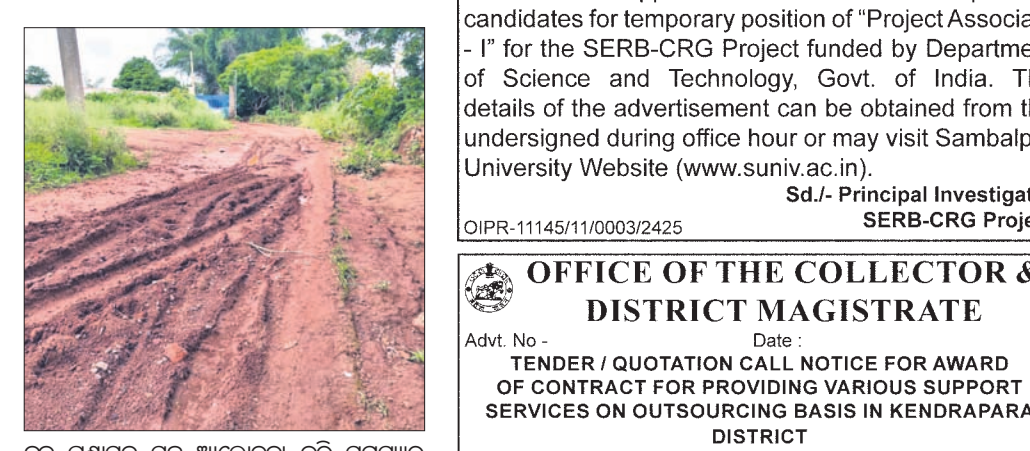 candidates for temporary position of “Project Associa
- I” for the SERB-CRG Project funded by Departme
of Science and Technology, Govt. of India. Th
details of the advertisement can be obtained from th
undersigned during office hour or may visit Sambalp
University Website (www.suniv.ac.in).
Sd./- Principal Investigat
SERB-CRG Proje
OIPR-11145/11/0003/2425
OFFICE OF THE COLLECTOR &
DISTRICT MAGISTRATE
Advt. No - Date :
TENDER / QUOTATION CALL NOTICE FOR AWARD
OF CONTRACT FOR PROVIDING VARIOUS SUPPORT
SERVICES ON OUTSOURCING BASIS IN KENDRAPARA
DISTRICT